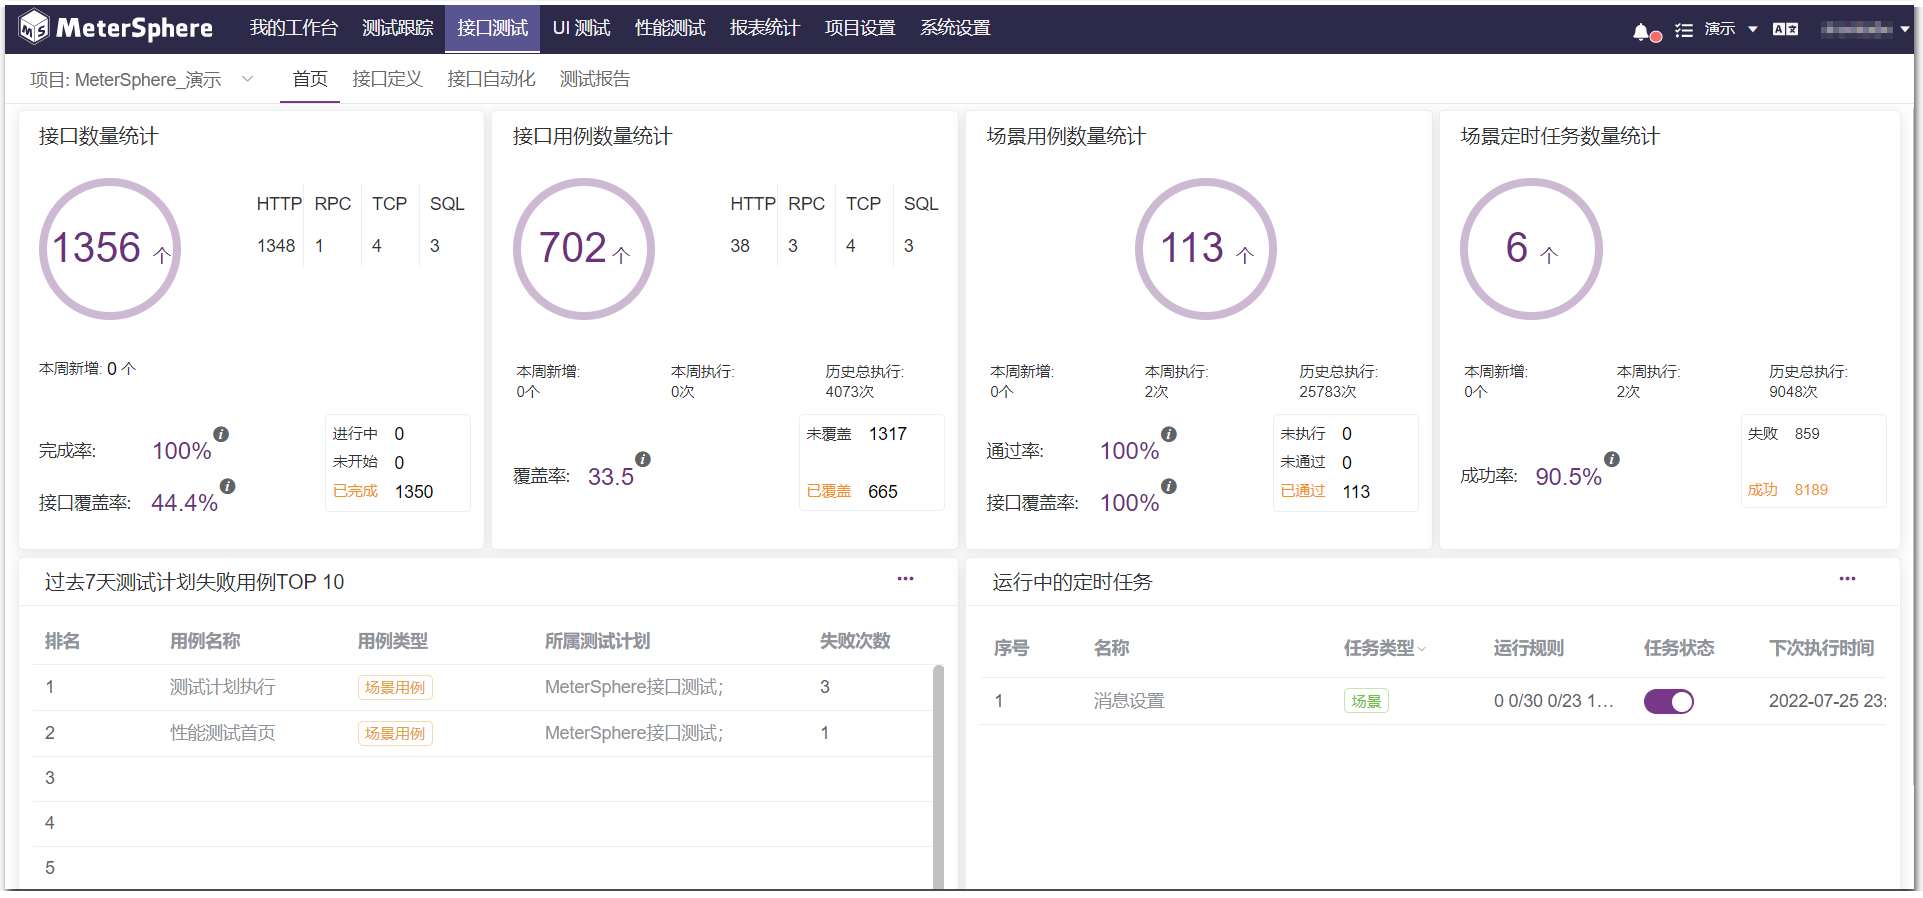 MeterSphere 我的工作台 测试跟踪 接口测试 UI 测试 性能测试 报表统计 项目设置 系统设置 演示
项目: MeterSphere_演示 首页 接口定义 接口自动化 测试报告
接口数量统计
1356 个
HTTP RPC TCP SQL
1348 1 4 3
本周新增: 0 个
完成率: 100%
接口覆盖率: 44.4%
进行中 0
未开始 0
已完成 1350
接口用例数量统计
702 个
HTTP RPC TCP SQL
38 3 4 3
本周新增: 本周执行: 历史总执行:
0个 0次 4073次
覆盖率: 33.5
未覆盖 1317
已覆盖 665
场景用例数量统计
113 个
本周新增: 本周执行: 历史总执行:
0个 2次 25783次
通过率: 100%
接口覆盖率: 100%
未执行 0
未通过 0
已通过 113
场景定时任务数量统计
6 个
本周新增: 本周执行: 历史总执行:
0个 2次 9048次
成功率: 90.5%
失败 859
成功 8189
过去7天测试计划失败用例TOP 10
排名 用例名称 用例类型 所属测试计划 失败次数
1 测试计划执行 场景用例 MeterSphere接口测试; 3
2 性能测试首页 场景用例 MeterSphere接口测试; 1
3
4
5
运行中的定时任务
序号 名称 任务类型 运行规则 任务状态 下次执行时间
1 消息设置 场景 0 0/30 0/23 1... 2022-07-25 23: